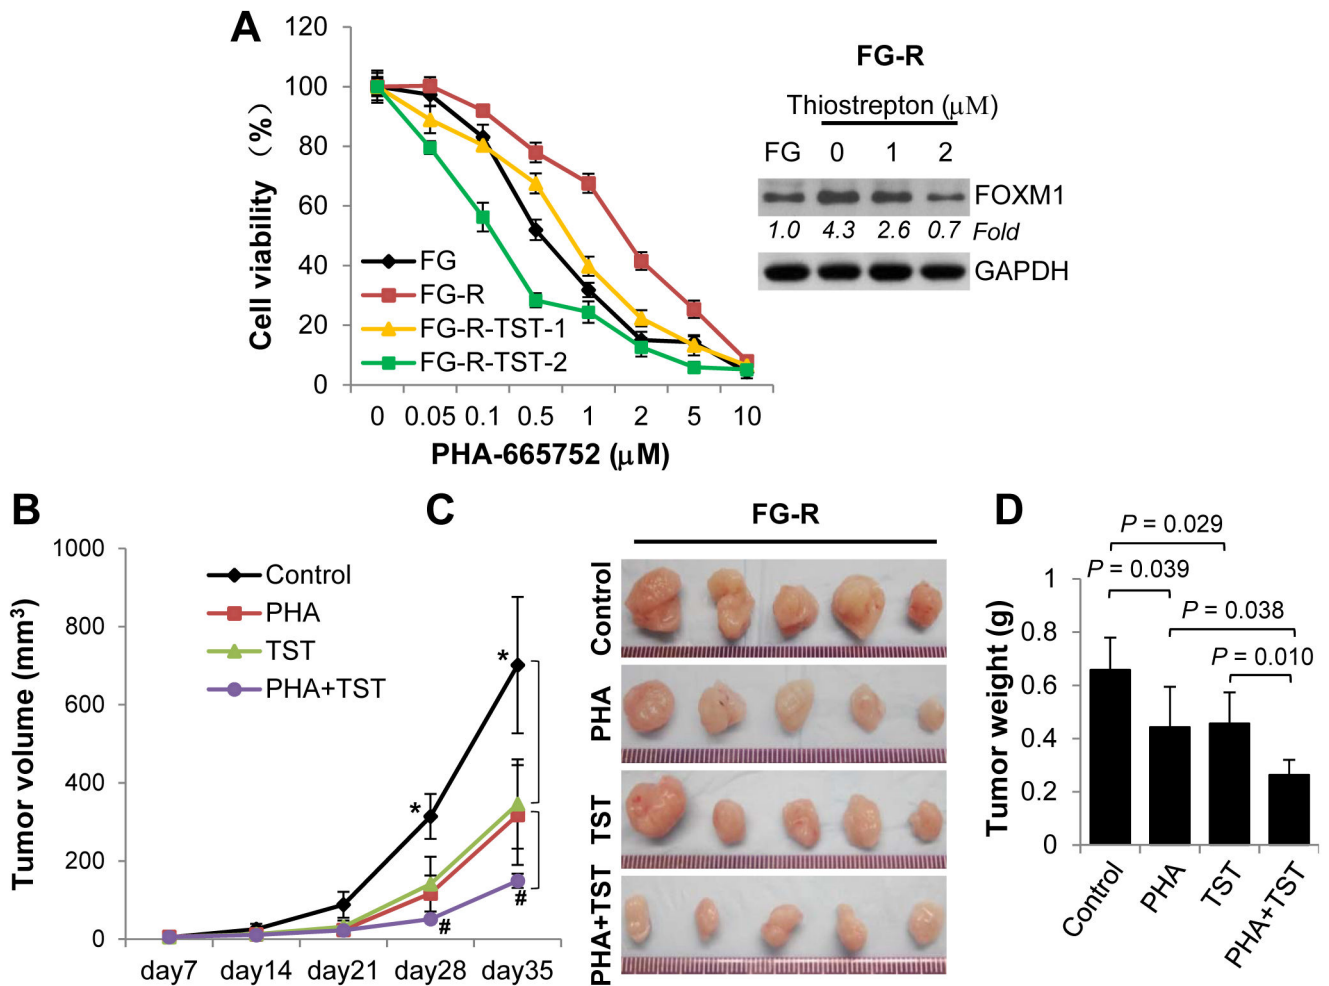 A
120
100
80
60
40
20
0
Cell viability (%)
FG
FG-R
FG-R-TST-1
FG-R-TST-2
0 0.05 0.1 0.5 1 2 5 10
PHA-665752 (μM)
FG-R
Thiostrepton (μM)
FG 0 1 2
FOXM1
1.0 4.3 2.6 0.7 Fold
GAPDH
B
1000
800
600
400
200
0
Tumor volume (mm³)
Control
PHA
TST
PHA+TST
*
*
#
#
day7 day14 day21 day28 day35
C
FG-R
Control
PHA
TST
PHA+TST
D
P = 0.029
P = 0.039
P = 0.038
P = 0.010
1
0.8
0.6
0.4
0.2
0
Tumor weight (g)
Control
PHA
TST
PHA+TST